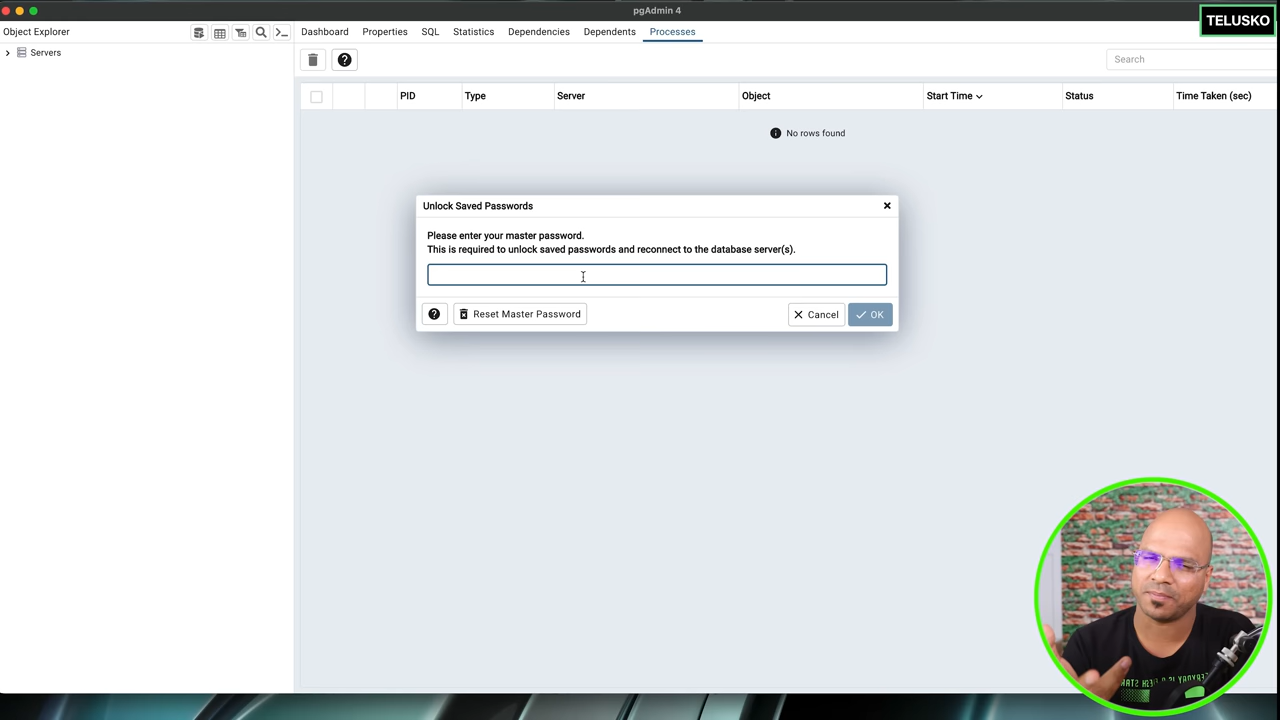 pgAdmin 4
TELUSKO
Object Explorer
Dashboard Properties SQL Statistics Dependencies Dependents Processes
Servers
Search
PID Type Server Object Start Time Status Time Taken (sec)
No rows found
Unlock Saved Passwords
Please enter your master password.
This is required to unlock saved passwords and reconnect to the database server(s).
Reset Master Password
Cancel
OK